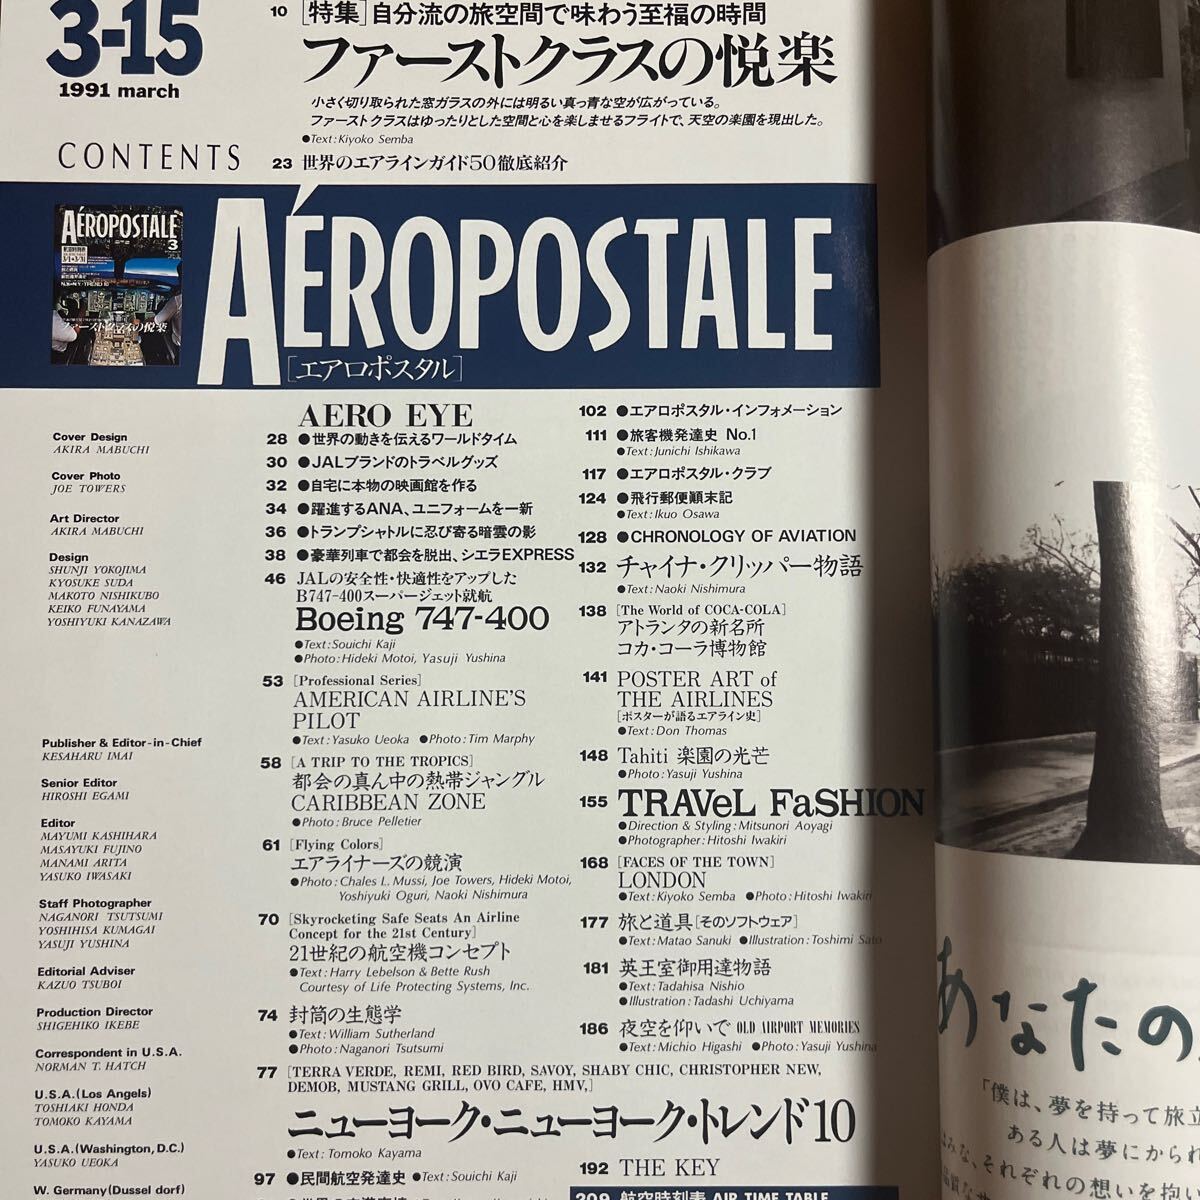 3-15
1991 march
CONTENTS
10 [特集]自分流の旅空間で味わう至福の時間
ファーストクラスの悦楽
小さく切り取られた窓ガラスの外には明るい真っ青な空が広がっている。
ファーストクラスはゆったりとした空間と心を楽しませるフライトで、天空の楽園を現出した。
●Text:Kiyoko Semba
23 世界のエアラインガイド50徹底紹介
AÉROPOSTALE
3
ファーストクラスの悦楽
AÉROPOSTALE
[エアロポスタル]
Cover Design
AKIRA MABUCHI
Cover Photo
JOE TOWERS
Art Director
AKIRA MABUCHI
Design
SHUNJI YOKOJIMA
KYOSUKE SUDA
MAKOTO NISHIKUBO
KEIKO FUNAYAMA
YOSHIYUKI KANAZAWA
Publisher & Editor-in-Chief
KESAHARU IMAI
Senior Editor
HIROSHI EGAMI
Editor
MAYUMI KASHIHARA
MASAYUKI FUJINO
MANAMI ARITA
YASUKO IWASAKI
Staff Photographer
NAGANORI TSUTSUMI
YOSHIHISA KUMAGAI
YASUJI YUSHINA
Editorial Adviser
KAZUO TSUBOI
Production Director
SHIGEHIKO IKEBE
Correspondent in U.S.A.
NORMAN T. HATCH
U.S.A.(Los Angels)
TOSHIAKI HONDA
TOMOKO KAYAMA
U.S.A.(Washington,D.C.)
YASUKO UEOKA
W. Germany(Dussel dorf)
AERO EYE
28 ●世界の動きを伝えるワールドタイム
30 ●JALブランドのトラベルグッズ
32 ●自宅に本物の映画館を作る
34 ●躍進するANA、ユニフォームを一新
36 ●トランプシャトルに忍び寄る暗雲の影
38 ●豪華列車で都会を脱出、シエラEXPRESS
46 JALの安全性・快適性をアップした
B747-400スーパージェット就航
Boeing 747-400
●Text:Souichi Kaji
●Photo:Hideki Motoi, Yasuji Yushina
53 [Professional Series]
AMERICAN AIRLINE'S
PILOT
●Text:Yasuko Ueoka ●Photo:Tim Marphy
58 [A TRIP TO THE TROPICS]
都会の真ん中の熱帯ジャングル
CARIBBEAN ZONE
●Photo:Bruce Pelletier
61 [Flying Colors]
エアライナーズの競演
●Photo:Chales L. Mussi, Joe Towers, Hideki Motoi,
Yoshiyuki Oguri, Naoki Nishimura
70 [Skyrocketing Safe Seats An Airline
Concept for the 21st Century]
21世紀の航空機コンセプト
●Text:Harry Lebelson & Bette Rush
Courtesy of Life Protecting Systems, Inc.
74 封筒の生態学
●Text:William Sutherland
●Photo:Naganori Tsutsumi
77 [TERRA VERDE, REMI, RED BIRD, SAVOY, SHABY CHIC, CHRISTOPHER NEW,
DEMOB, MUSTANG GRILL, OVO CAFE, HMV,]
ニューヨーク・ニューヨーク・トレンド10
●Text:Tomoko Kayama
97 ●民間航空発達史 ●Text:Souichi Kaji
102 ●エアロポスタル・インフォメーション
111 ●旅客機発達史 No.1
●Text:Junichi Ishikawa
117 ●エアロポスタル・クラブ
124 ●飛行郵便顚末記
●Text:Ikuo Osawa
128 ●CHRONOLOGY OF AVIATION
132 チャイナ・クリッパー物語
●Text:Naoki Nishimura
138 [The World of COCA-COLA]
アトランタの新名所
コカ・コーラ博物館
141 POSTER ART of
THE AIRLINES
[ポスターが語るエアライン史]
●Text:Don Thomas
148 Tahiti 楽園の光芒
●Photo:Yasuji Yushina
155 TRAVeL FaSHION
●Direction & Styling:Mitsunori Aoyagi
●Photographer:Hitoshi Iwakiri
168 [FACES OF THE TOWN]
LONDON
●Text:Kiyoko Semba ●Photo:Hitoshi Iwakiri
177 旅と道具[そのソフトウェア]
●Text:Matao Sanuki ●Illustration:Toshimi Sato
181 英王室御用達物語
●Text:Tadahisa Nishio
●Illustration:Tadashi Uchiyama
186 夜空を仰いで OLD AIRPORT MEMORIES
●Text:Michio Higashi ●Photo:Yasuji Yushina
192 THE KEY
209 航空時刻表 AIR TIME TABLE
あなたの
「僕は、夢を持って旅立
ある人は夢にかられ
はみな、それぞれの想いを抱い